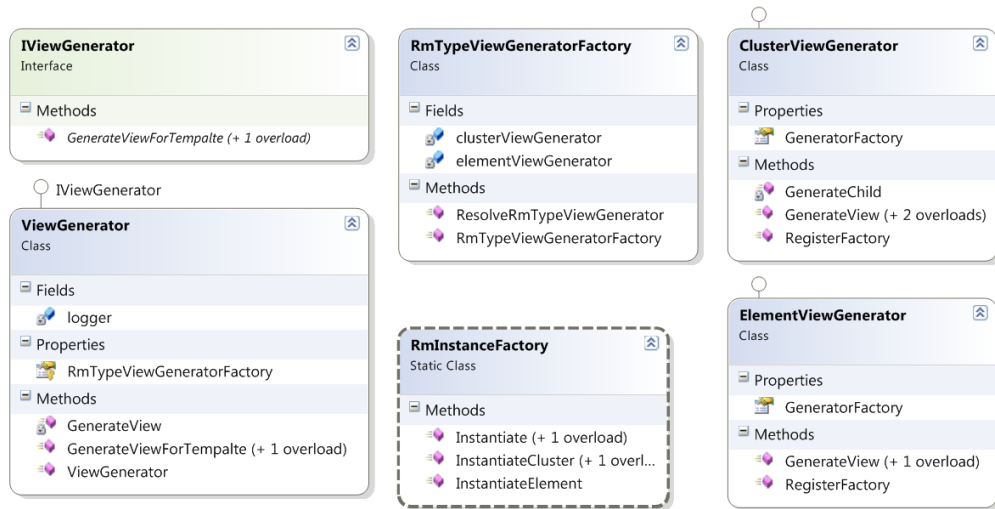 IViewGenerator
Interface
Methods
GenerateViewForTempalte (+ 1 overload)
IViewGenerator
ViewGenerator
Class
Fields
logger
Properties
RmTypeViewGeneratorFactory
Methods
GenerateView
GenerateViewForTempalte (+ 1 overload)
ViewGenerator
RmTypeViewGeneratorFactory
Class
Fields
clusterViewGenerator
elementViewGenerator
Methods
ResolveRmTypeViewGenerator
RmTypeViewGeneratorFactory
RmInstanceFactory
Static Class
Methods
Instantiate (+ 1 overload)
InstantiateCluster (+ 1 overl...
InstantiateElement
ClusterViewGenerator
Class
Properties
GeneratorFactory
Methods
GenerateChild
GenerateView (+ 2 overloads)
RegisterFactory
ElementViewGenerator
Class
Properties
GeneratorFactory
Methods
GenerateView (+ 1 overload)
RegisterFactory